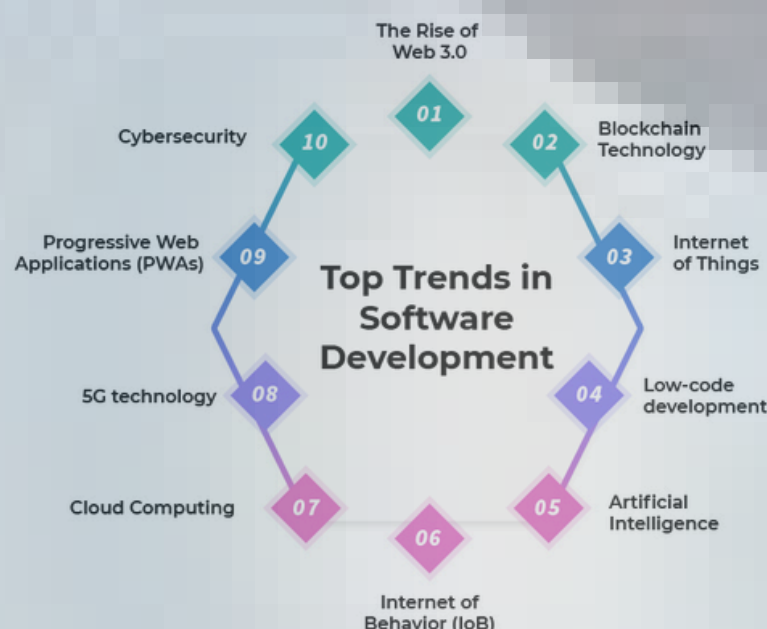 The Rise of
Web 3.0
01
10
Cybersecurity
02
Blockchain
Technology
09
Progressive Web
Applications (PWAs)
03
Internet
of Things
Top Trends in
Software
Development
08
5G technology
04
Low-code
development
07
Cloud Computing
05
Artificial
Intelligence
06
Internet of
Behavior (IoB)